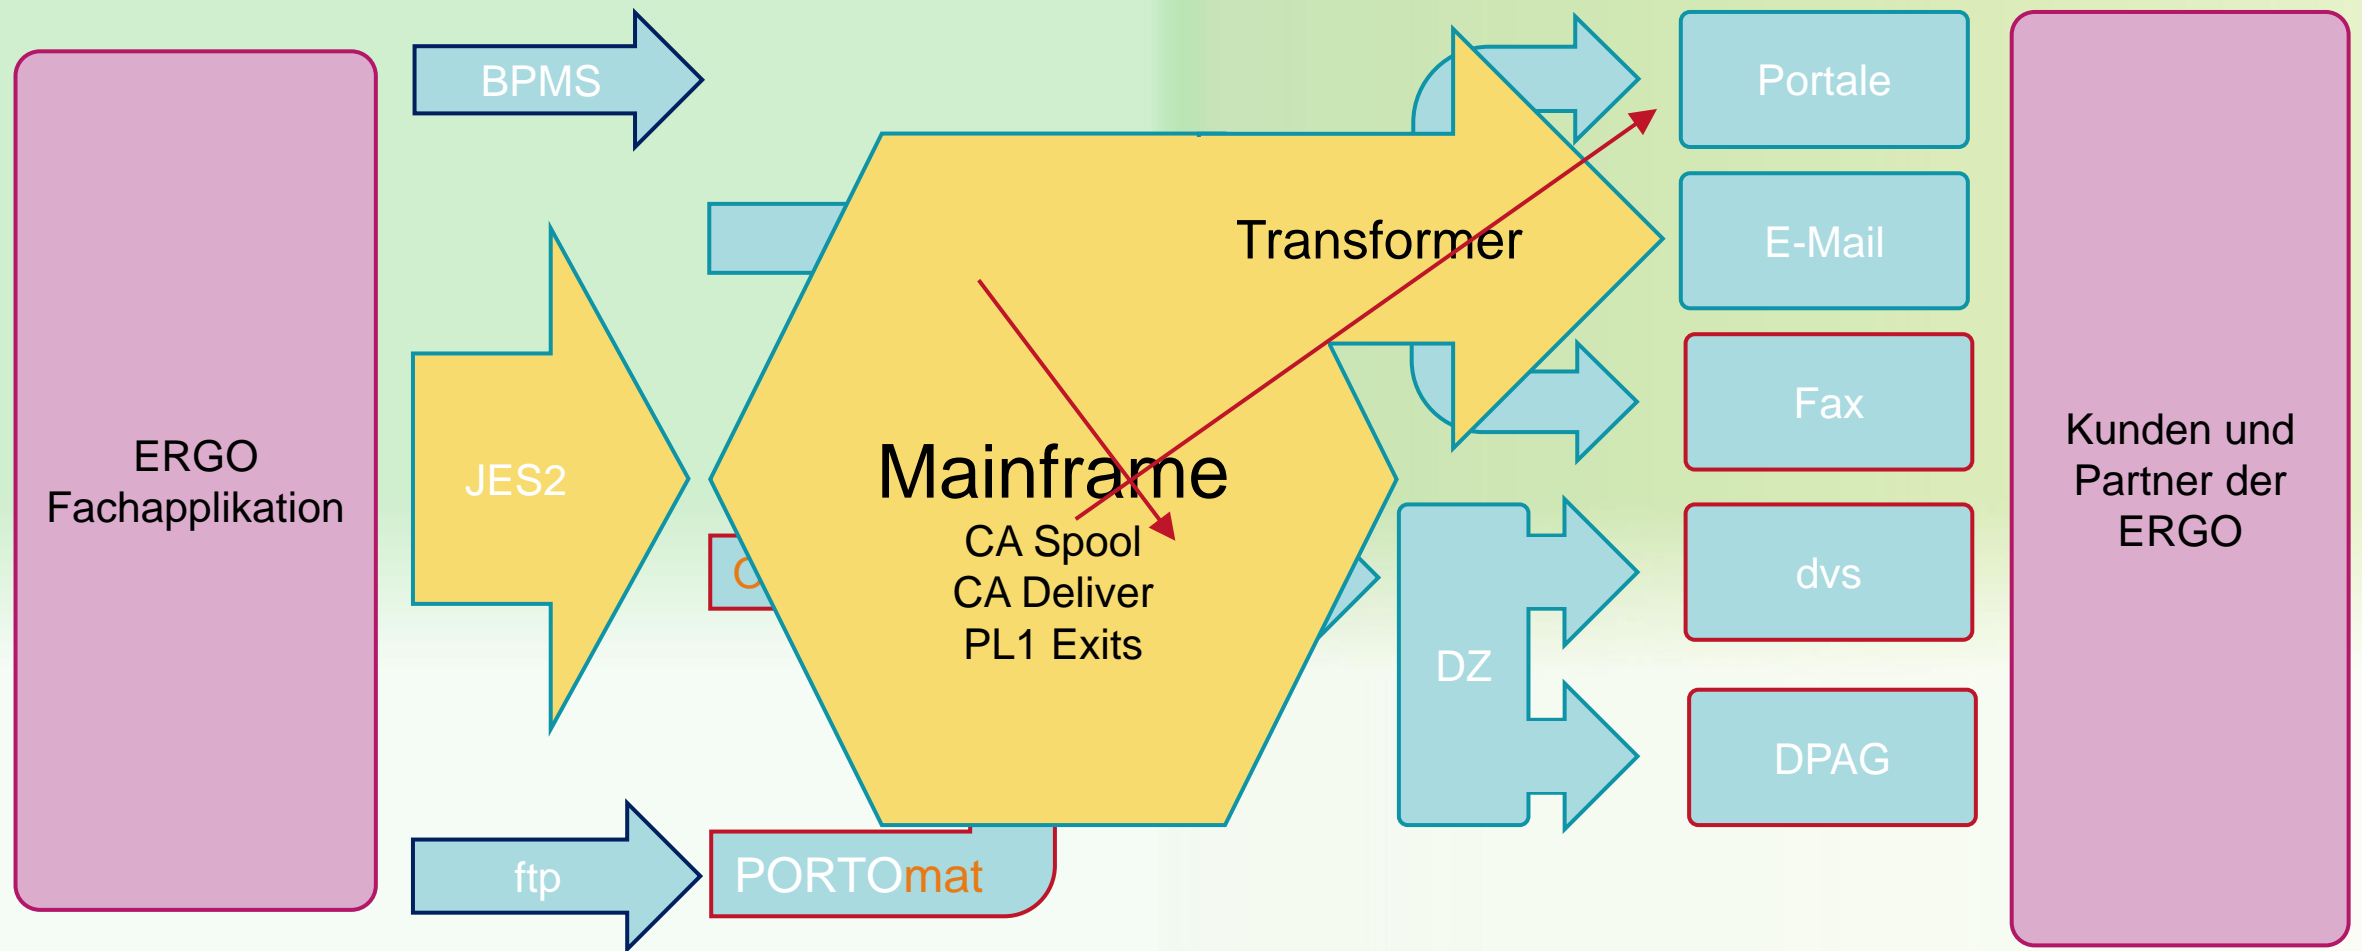 BPMS
Portale
Transformer
E-Mail
ERGO
Fachapplikation
JES2
Mainframe
CA Spool
CA Deliver
PL1 Exits
Fax
Kunden und
Partner der
ERGO
dvs
DZ
DPAG
ftp
PORTOmat